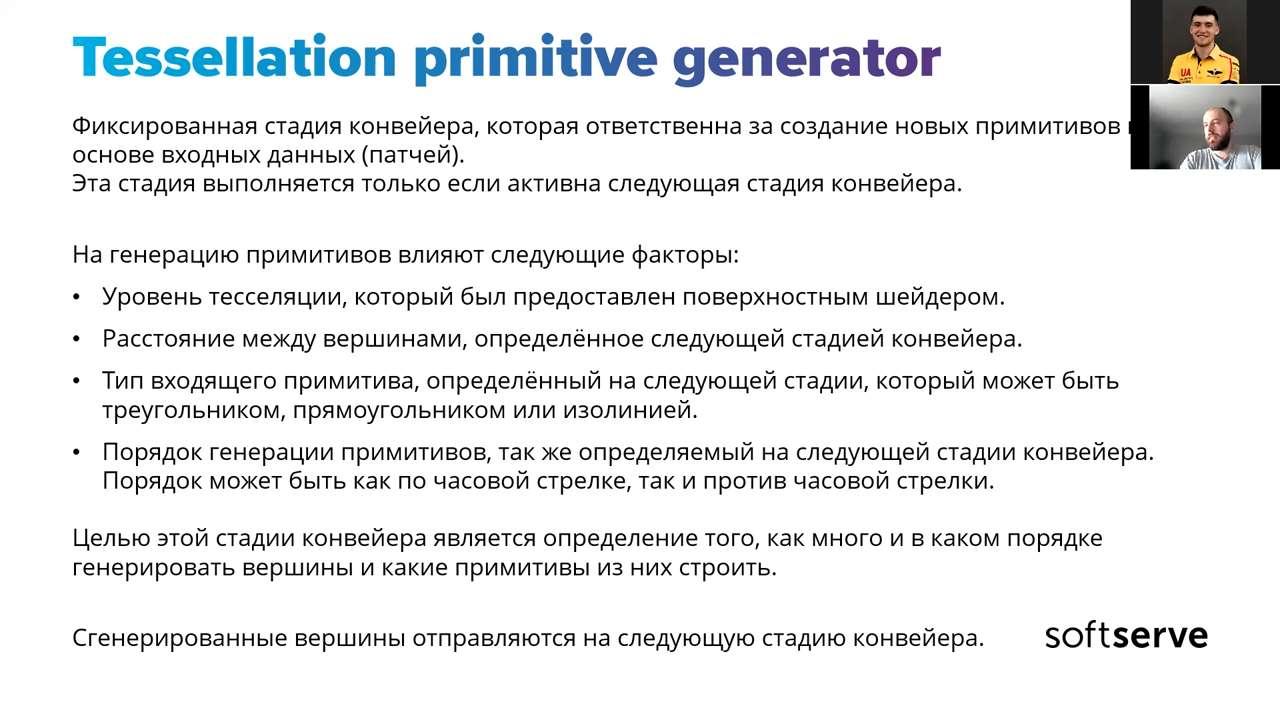 Tessellation primitive generator
Фиксированная стадия конвейера, которая ответственна за создание новых примитивов
основе входных данных (патчей).
Эта стадия выполняется только если активна следующая стадия конвейера.
На генерацию примитивов влияют следующие факторы:
• Уровень тесселяции, который был предоставлен поверхностным шейдером.
• Расстояние между вершинами, определённое следующей стадией конвейера.
• Тип входящего примитива, определённый на следующей стадии, который может быть
треугольником, прямоугольником или изолинией.
• Порядок генерации примитивов, так же определяемый на следующей стадии конвейера.
Порядок может быть как по часовой стрелке, так и против часовой стрелки.
Целью этой стадии конвейера является определение того, как много и в каком порядке
генерировать вершины и какие примитивы из них строить.
Сгенерированные вершины отправляются на следующую стадию конвейера.
softserve
UA